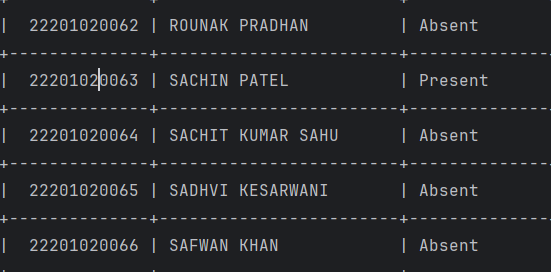 | 22201020062 | ROUNAK PRADHAN | Absent
+--------------+------------------------+---------------
| 22201020063 | SACHIN PATEL | Present
+--------------+------------------------+---------------
| 22201020064 | SACHIT KUMAR SAHU | Absent
+--------------+------------------------+---------------
| 22201020065 | SADHVI KESARWANI | Absent
+--------------+------------------------+---------------
| 22201020066 | SAFWAN KHAN | Absent